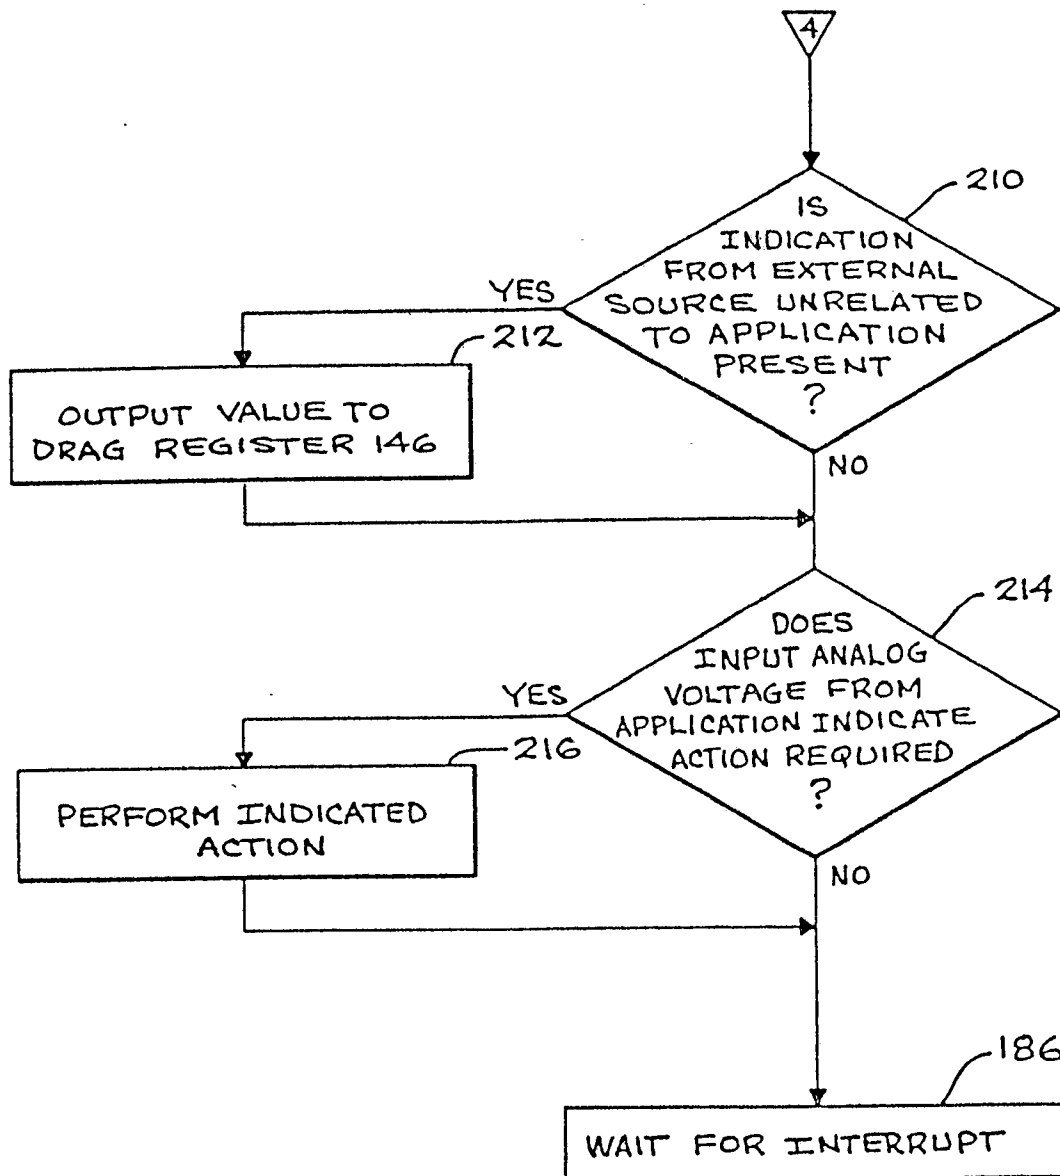 4
210
IS
INDICATION
FROM EXTERNAL
SOURCE UNRELATED
TO APPLICATION
PRESENT
?
YES
212
OUTPUT VALUE TO
DRAG REGISTER 146
NO
214
DOES
INPUT ANALOG
VOLTAGE FROM
APPLICATION INDICATE
ACTION REQUIRED
?
YES
216
PERFORM INDICATED
ACTION
NO
186
WAIT FOR INTERRUPT